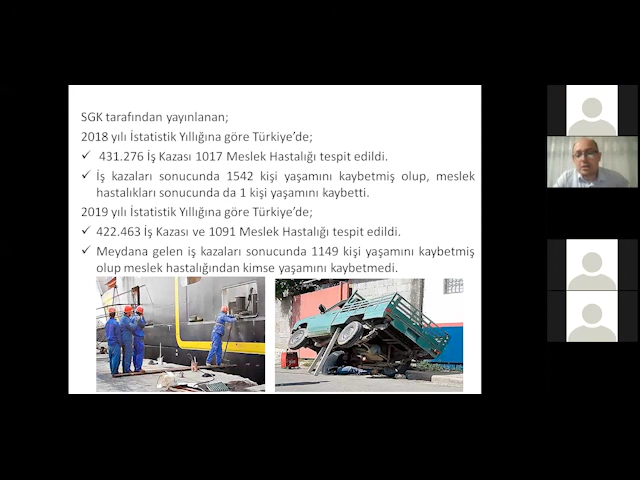 SGK tarafından yayınlanan;
2018 yılı İstatistik Yıllığına göre Türkiye'de;
✓ 431.276 İş Kazası 1017 Meslek Hastalığı tespit edildi.
✓ İş kazaları sonucunda 1542 kişi yaşamını kaybetmiş olup, meslek
hastalıkları sonucunda da 1 kişi yaşamını kaybetti.
2019 yılı İstatistik Yıllığına göre Türkiye'de;
✓ 422.463 İş Kazası ve 1091 Meslek Hastalığı tespit edildi.
✓ Meydana gelen iş kazaları sonucunda 1149 kişi yaşamını kaybetmiş
olup meslek hastalığından kimse yaşamını kaybetmedi.